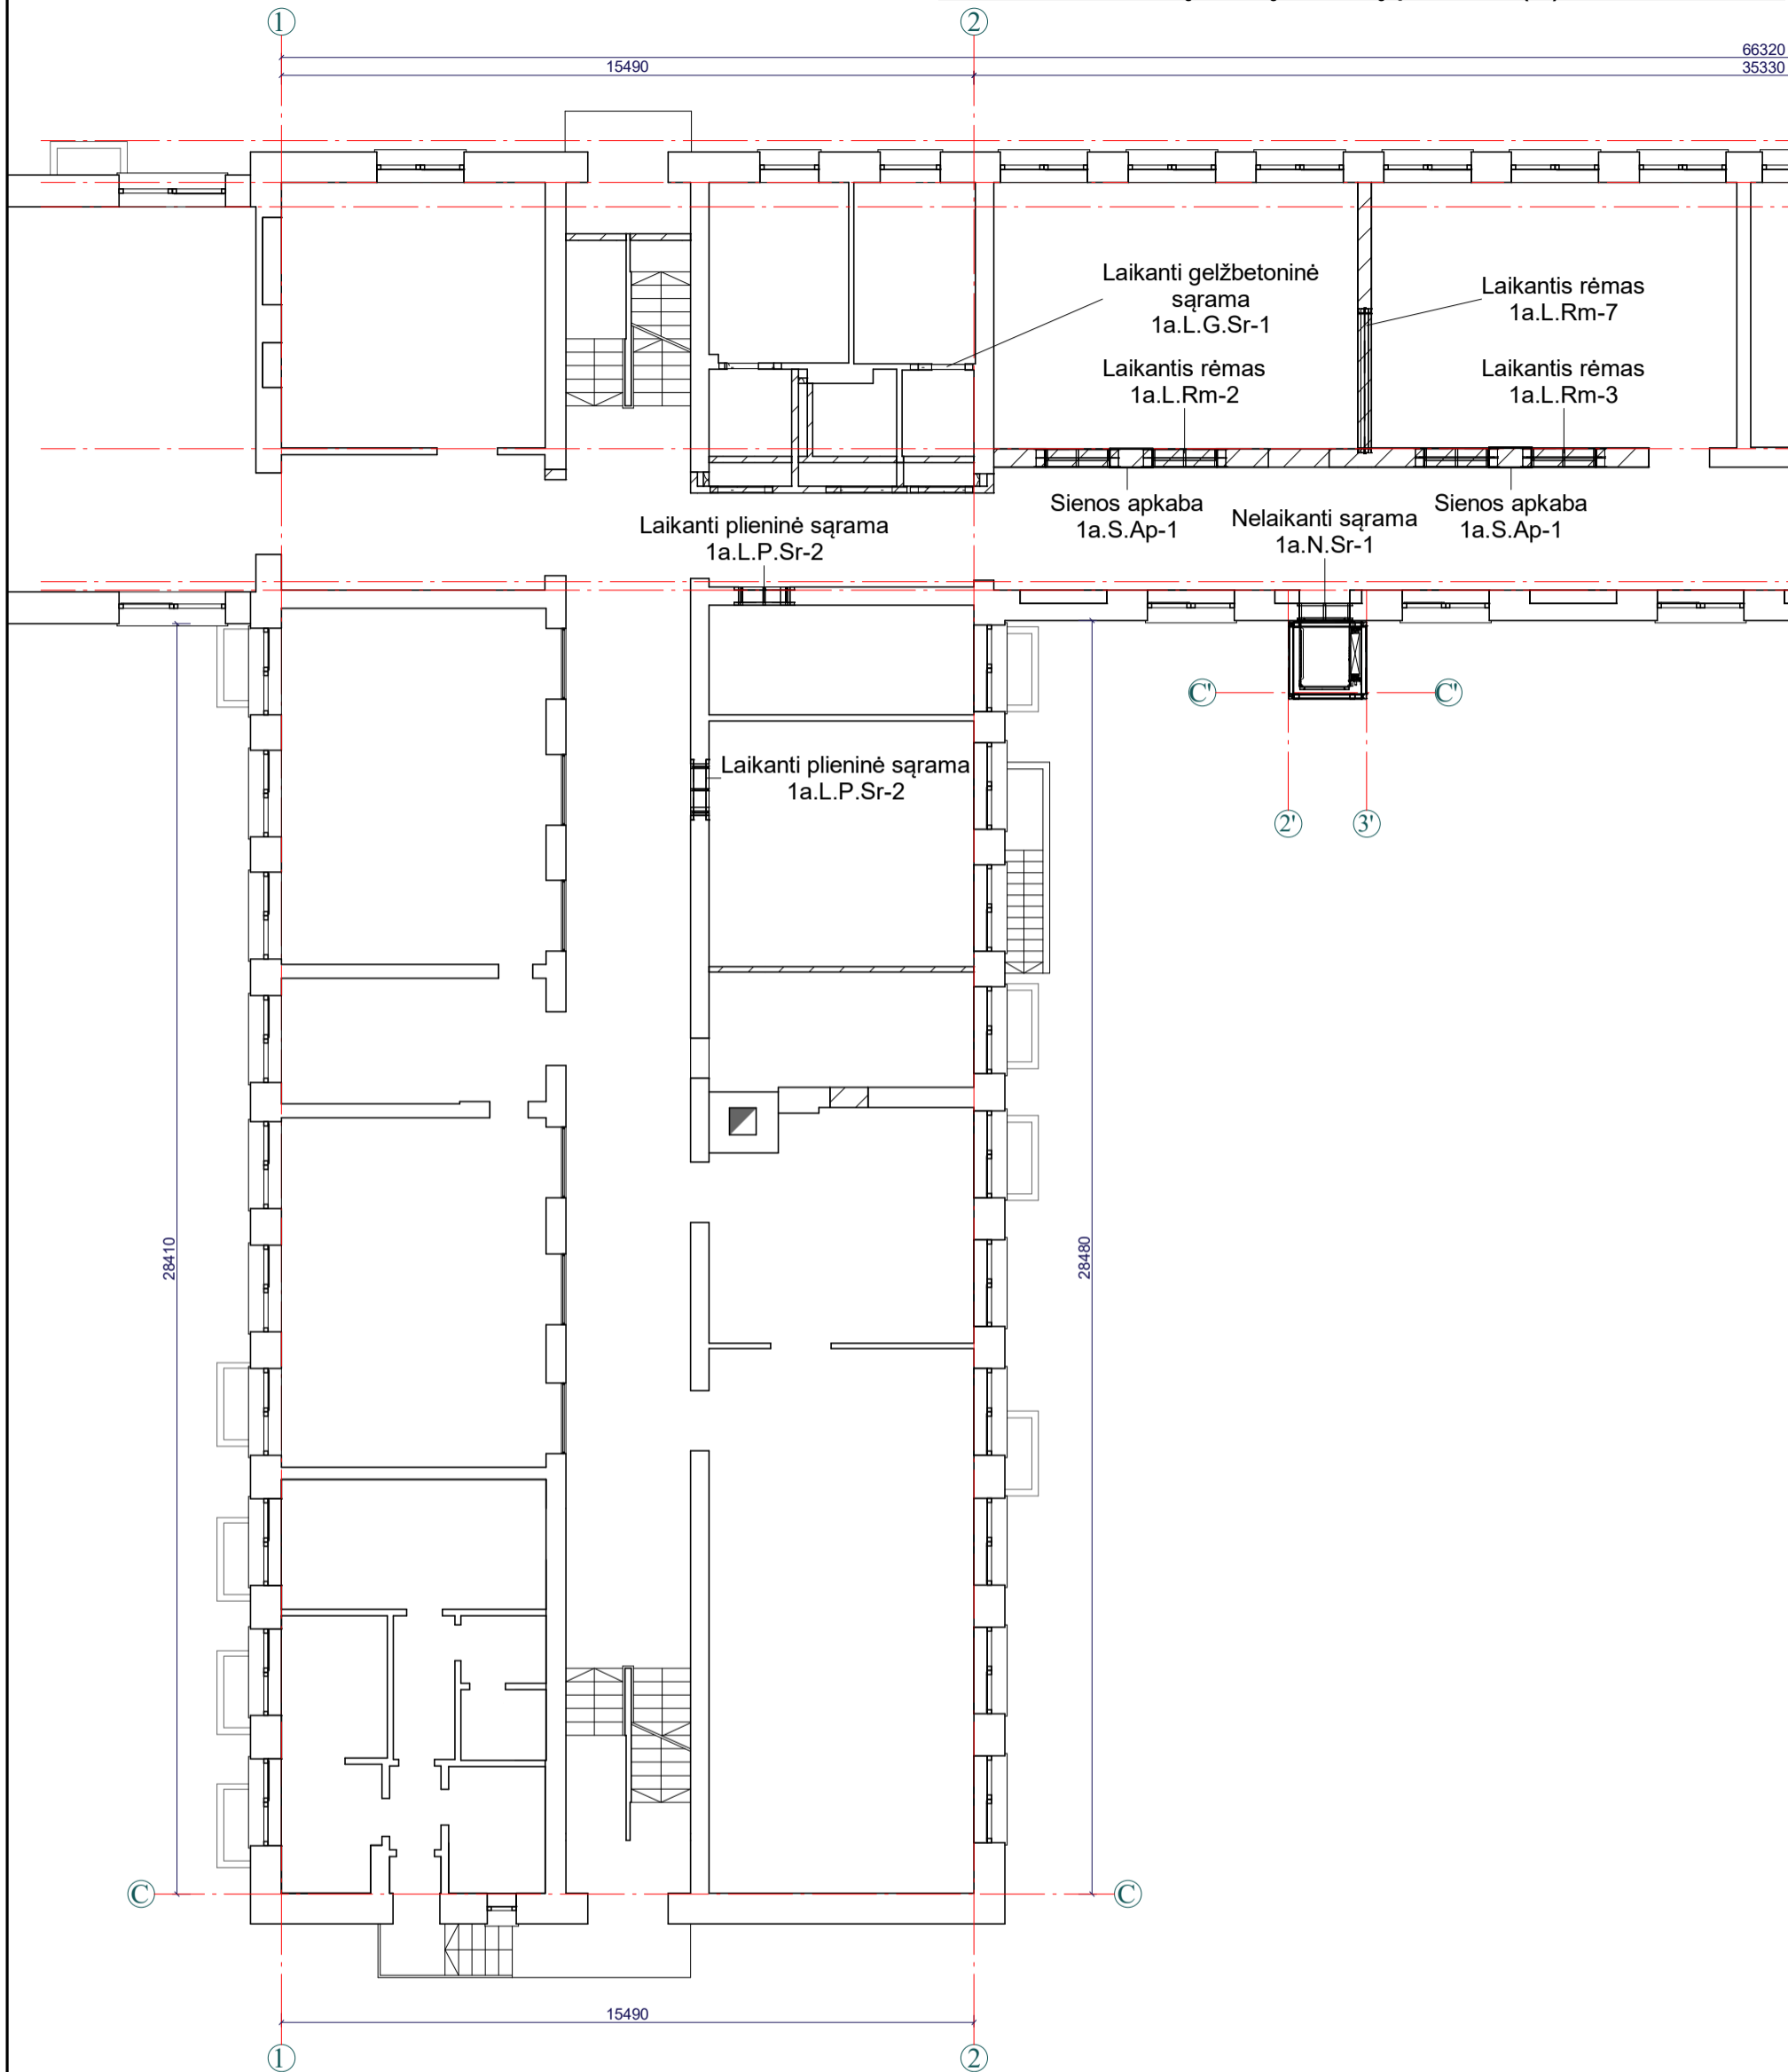 1
2
66320
15490
35330
Laikanti gelžbetoninė
sąrama
1a.L.G.Sr-1
Laikantis rėmas
1a.L.Rm-7
Laikantis rėmas
1a.L.Rm-2
Laikantis rėmas
1a.L.Rm-3
Sienos apkaba
1a.S.Ap-1
Nelaikanti sąrama
1a.N.Sr-1
Sienos apkaba
1a.S.Ap-1
Laikanti plieninė sąrama
1a.L.P.Sr-2
C'
C'
Laikanti plieninė sąrama
1a.L.P.Sr-2
2'
3'
28410
28480
C
C
15490
1
2